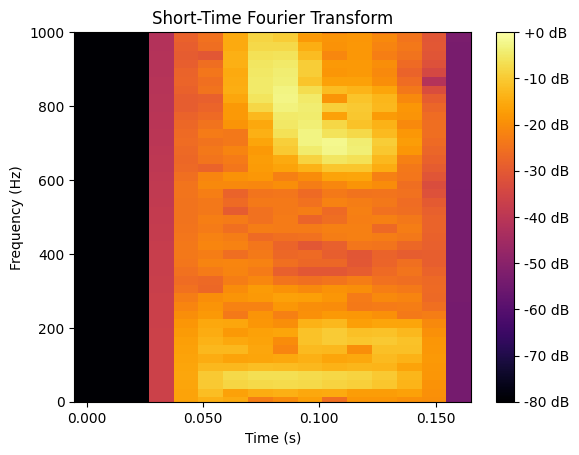 Short-Time Fourier Transform
1000
800
600
400
200
0
Frequency (Hz)
0.000
0.050
0.100
0.150
Time (s)
+0 dB
-10 dB
-20 dB
-30 dB
-40 dB
-50 dB
-60 dB
-70 dB
-80 dB